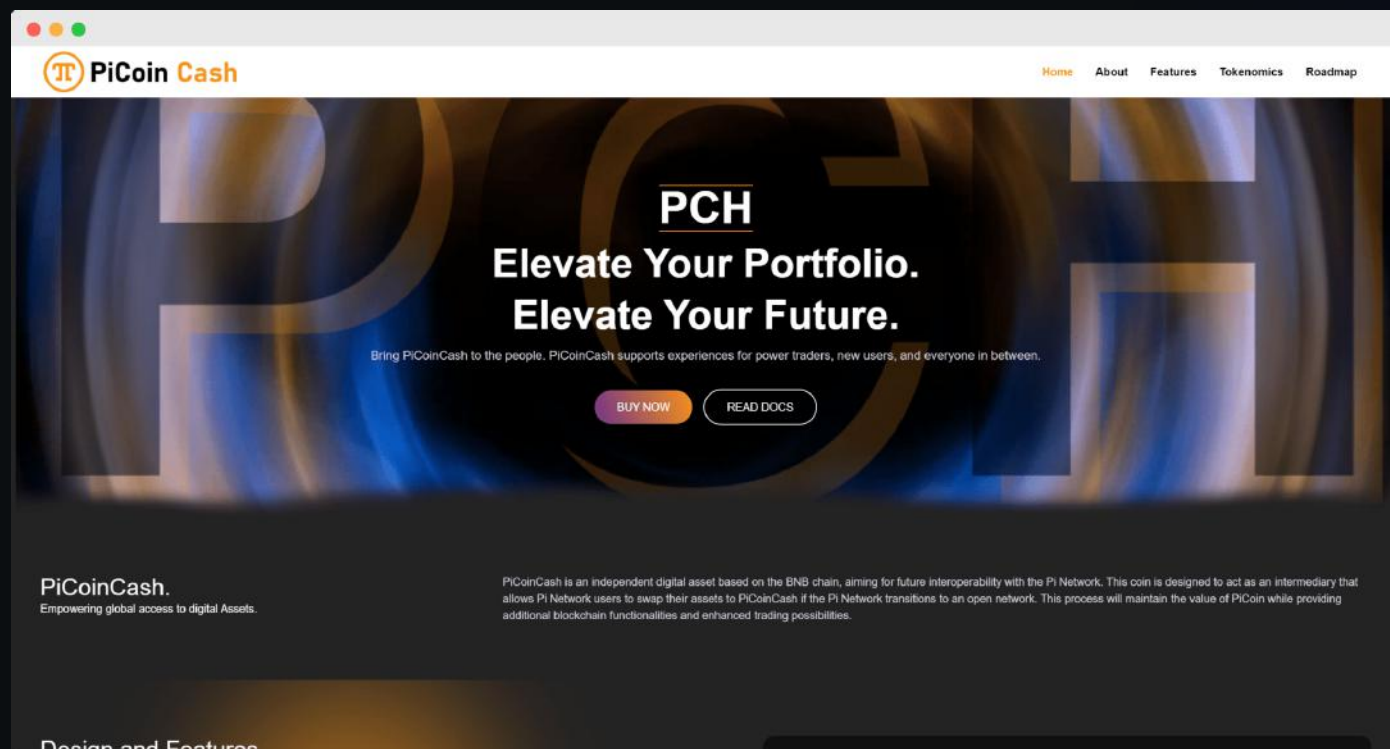 PiCoin Cash
Home About Features Tokenomics Roadmap
PCH
PCH
Elevate Your Portfolio.
Elevate Your Future.
Bring PiCoinCash to the people. PiCoinCash supports experiences for power traders, new users, and everyone in between.
BUY NOW READ DOCS
PiCoinCash.
Empowering global access to digital Assets.
PiCoinCash is an independent digital asset based on the BNB chain, aiming for future interoperability with the Pi Network. This coin is designed to act as an intermediary that
allows Pi Network users to swap their assets to PiCoinCash if the Pi Network transitions to an open network. This process will maintain the value of PiCoin while providing
additional blockchain functionalities and enhanced trading possibilities.
Design and Features